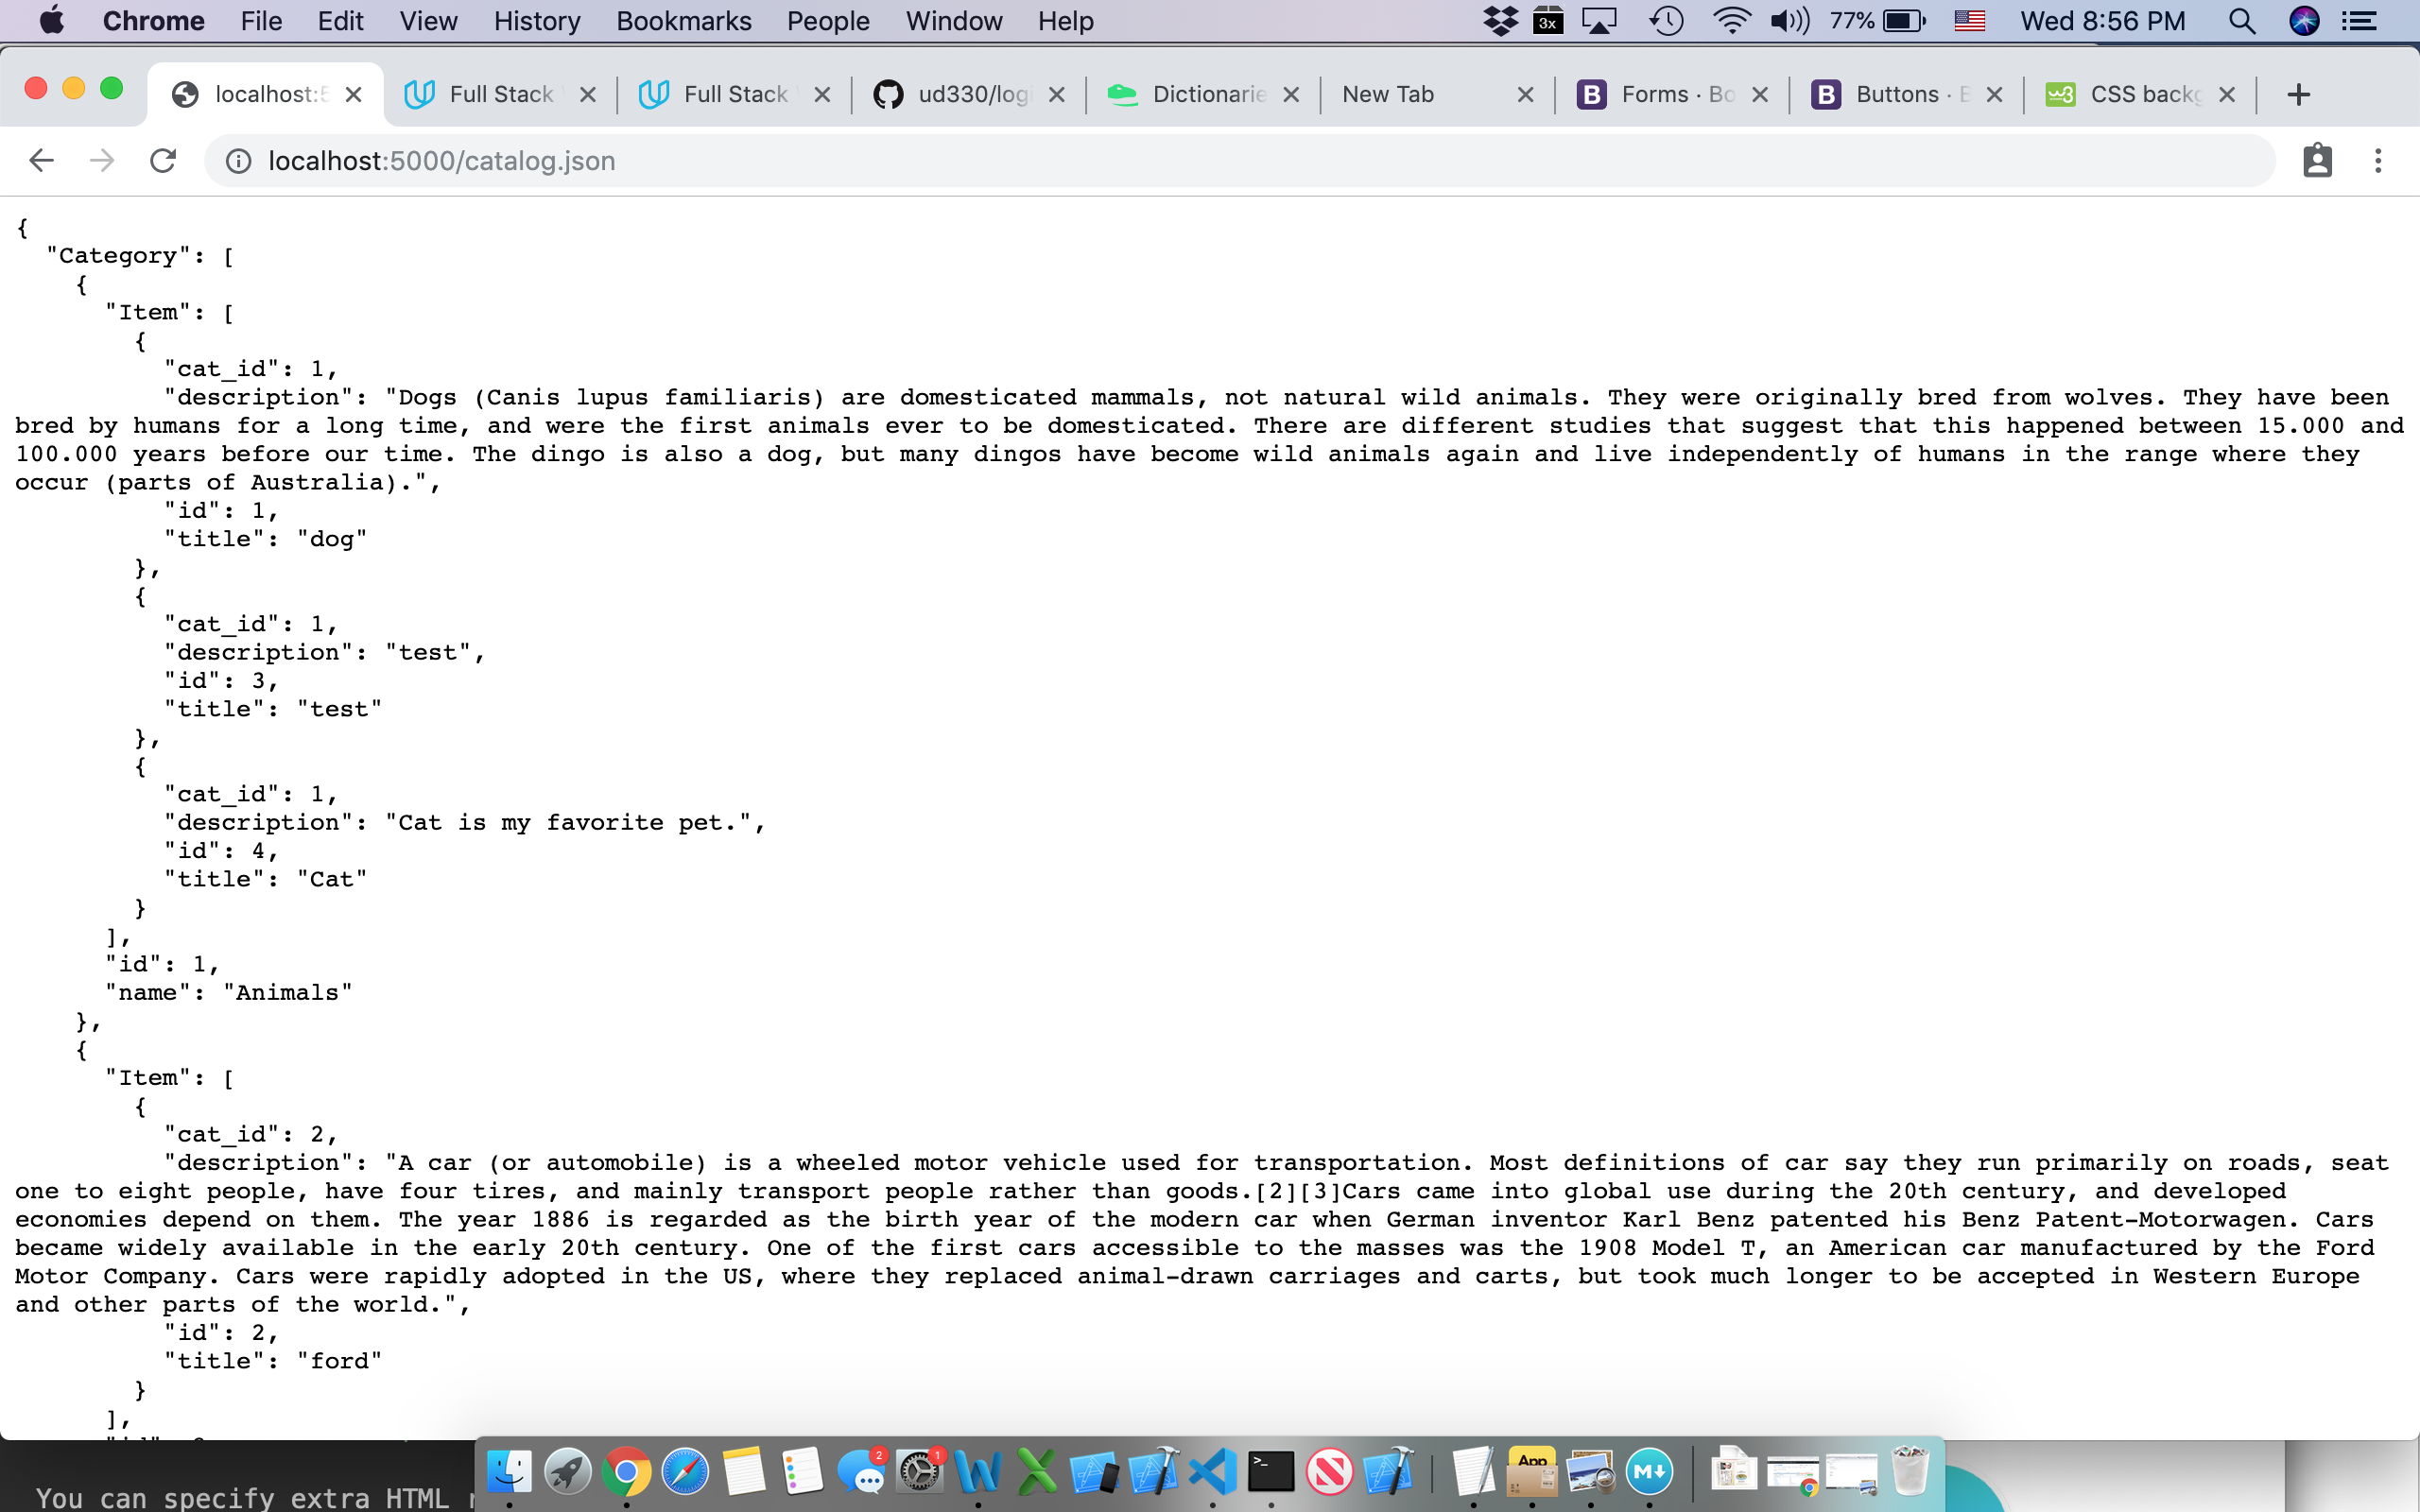 Chrome File Edit View History Bookmarks People Window Help 3x 77% Wed 8:56 PM
localhost:5 Full Stack Full Stack ud330/logi Dictionarie New Tab B Forms · Bo B Buttons · B w3 CSS backg
localhost:5000/catalog.json
{
"Category": [
{
"Item": [
{
"cat_id": 1,
"description": "Dogs (Canis lupus familiaris) are domesticated mammals, not natural wild animals. They were originally bred from wolves. They have been
bred by humans for a long time, and were the first animals ever to be domesticated. There are different studies that suggest that this happened between 15.000 and
100.000 years before our time. The dingo is also a dog, but many dingos have become wild animals again and live independently of humans in the range where they
occur (parts of Australia).",
"id": 1,
"title": "dog"
},
{
"cat_id": 1,
"description": "test",
"id": 3,
"title": "test"
},
{
"cat_id": 1,
"description": "Cat is my favorite pet.",
"id": 4,
"title": "Cat"
}
],
"id": 1,
"name": "Animals"
},
{
"Item": [
{
"cat_id": 2,
"description": "A car (or automobile) is a wheeled motor vehicle used for transportation. Most definitions of car say they run primarily on roads, seat
one to eight people, have four tires, and mainly transport people rather than goods.[2][3]Cars came into global use during the 20th century, and developed
economies depend on them. The year 1886 is regarded as the birth year of the modern car when German inventor Karl Benz patented his Benz Patent-Motorwagen. Cars
became widely available in the early 20th century. One of the first cars accessible to the masses was the 1908 Model T, an American car manufactured by the Ford
Motor Company. Cars were rapidly adopted in the US, where they replaced animal-drawn carriages and carts, but took much longer to be accepted in Western Europe
and other parts of the world.",
"id": 2,
"title": "ford"
}
],
2 1 App M
You can specify extra HTML